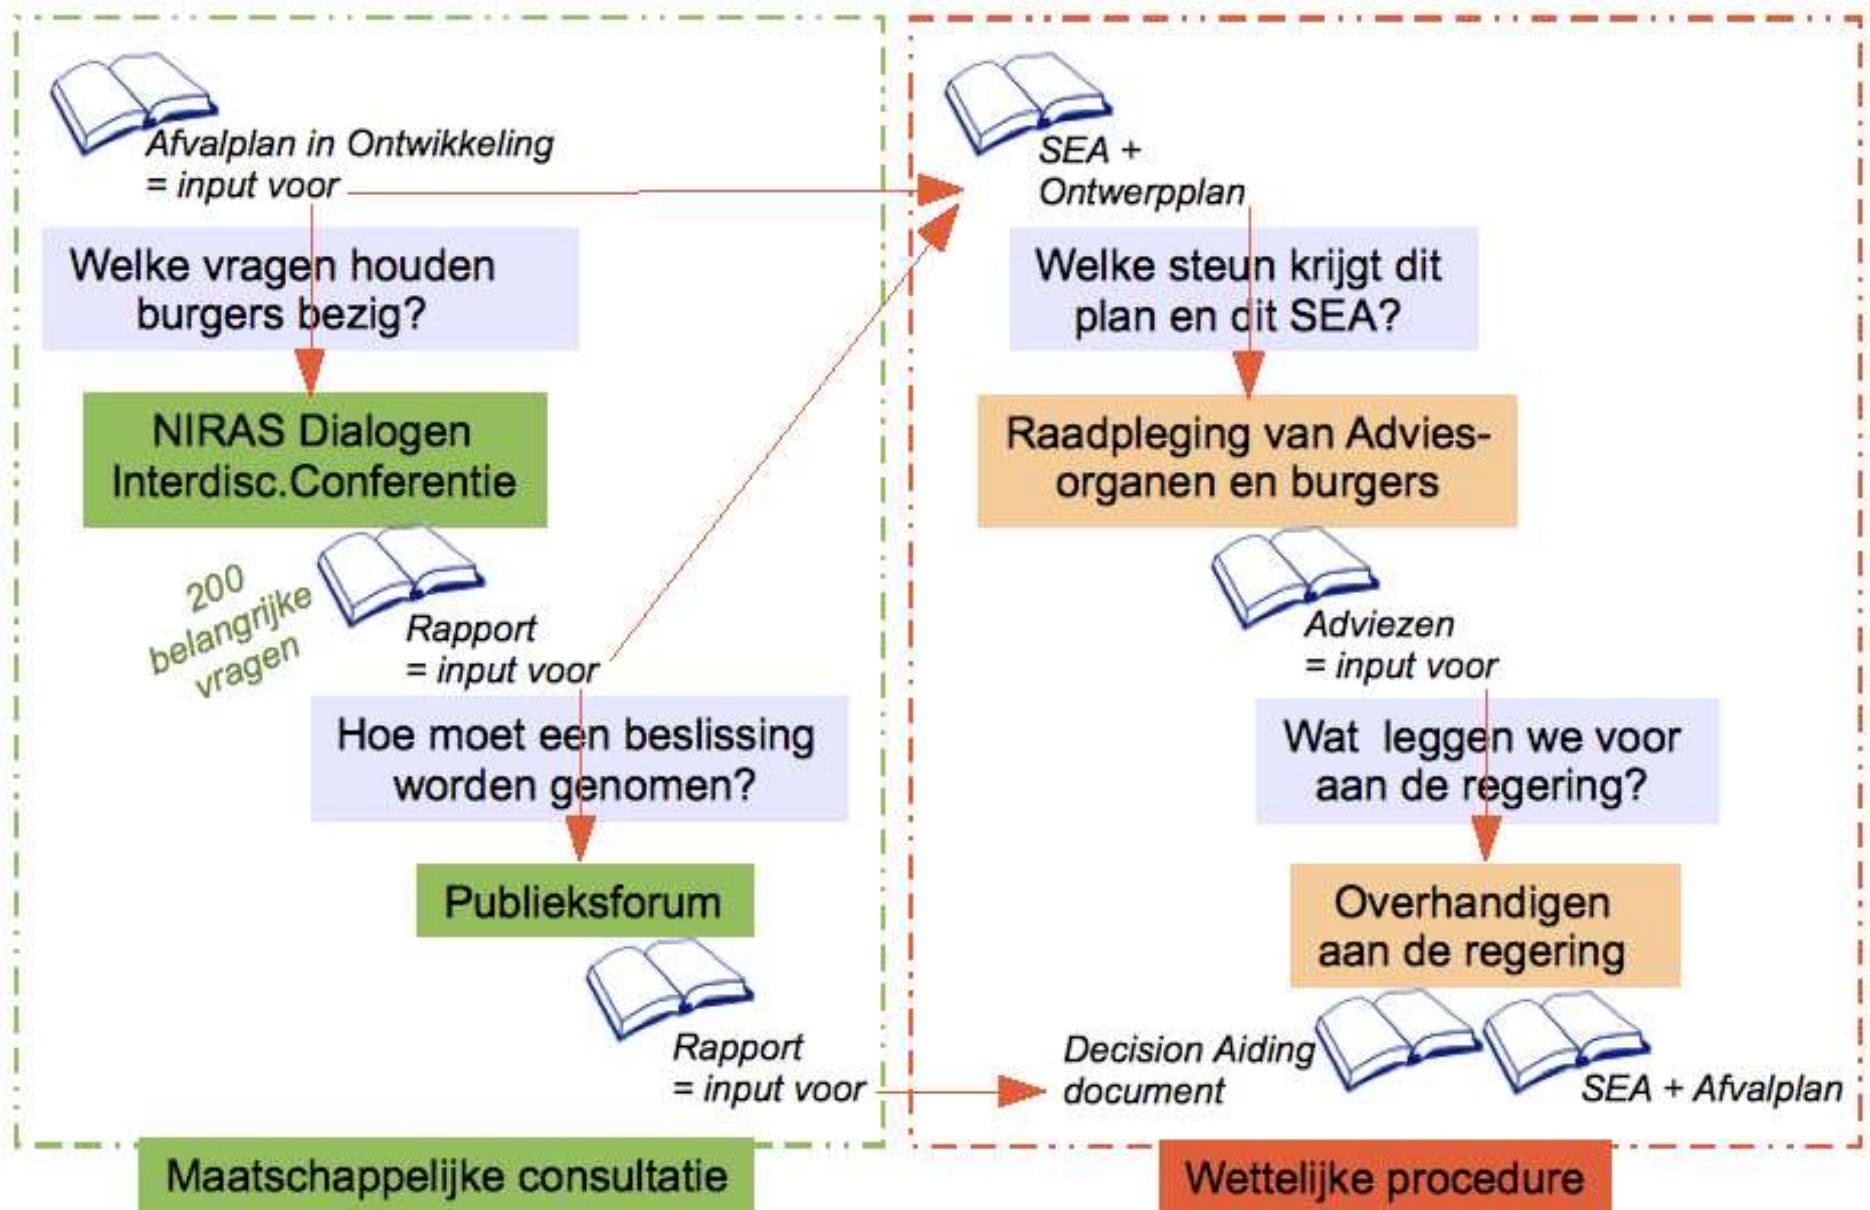 Afvalplan in Ontwikkeling
= input voor
Welke vragen houden
burgers bezig?
NIRAS Dialogen
Interdisc.Conferentie
200
belangrijke
vragen
Rapport
= input voor
Hoe moet een beslissing
worden genomen?
Publieksforum
Rapport
= input voor
Maatschappelijke consultatie
SEA +
Ontwerpplan
Welke steun krijgt dit
plan en dit SEA?
Raadpleging van Advies-
organen en burgers
Adviezen
= input voor
Wat leggen we voor
aan de regering?
Overhandigen
aan de regering
Decision Aiding
document
SEA + Afvalplan
Wettelijke procedure